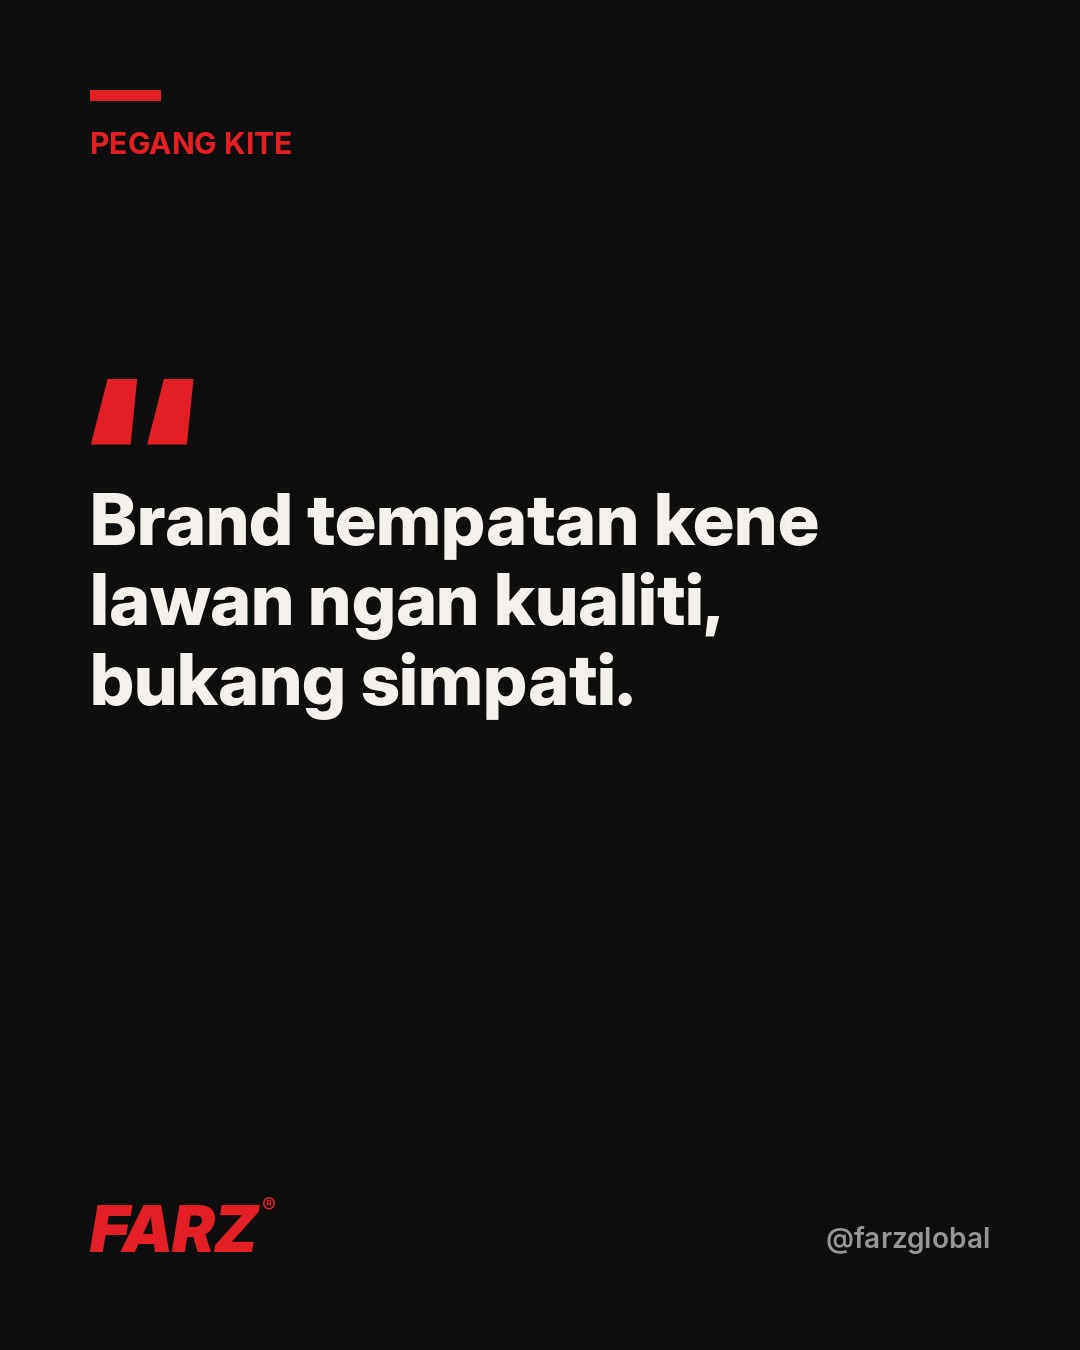 PEGANG KITE
"
Brand tempatan kene
lawan ngan kualiti,
bukang simpati.
FARZ®
@farzglobal